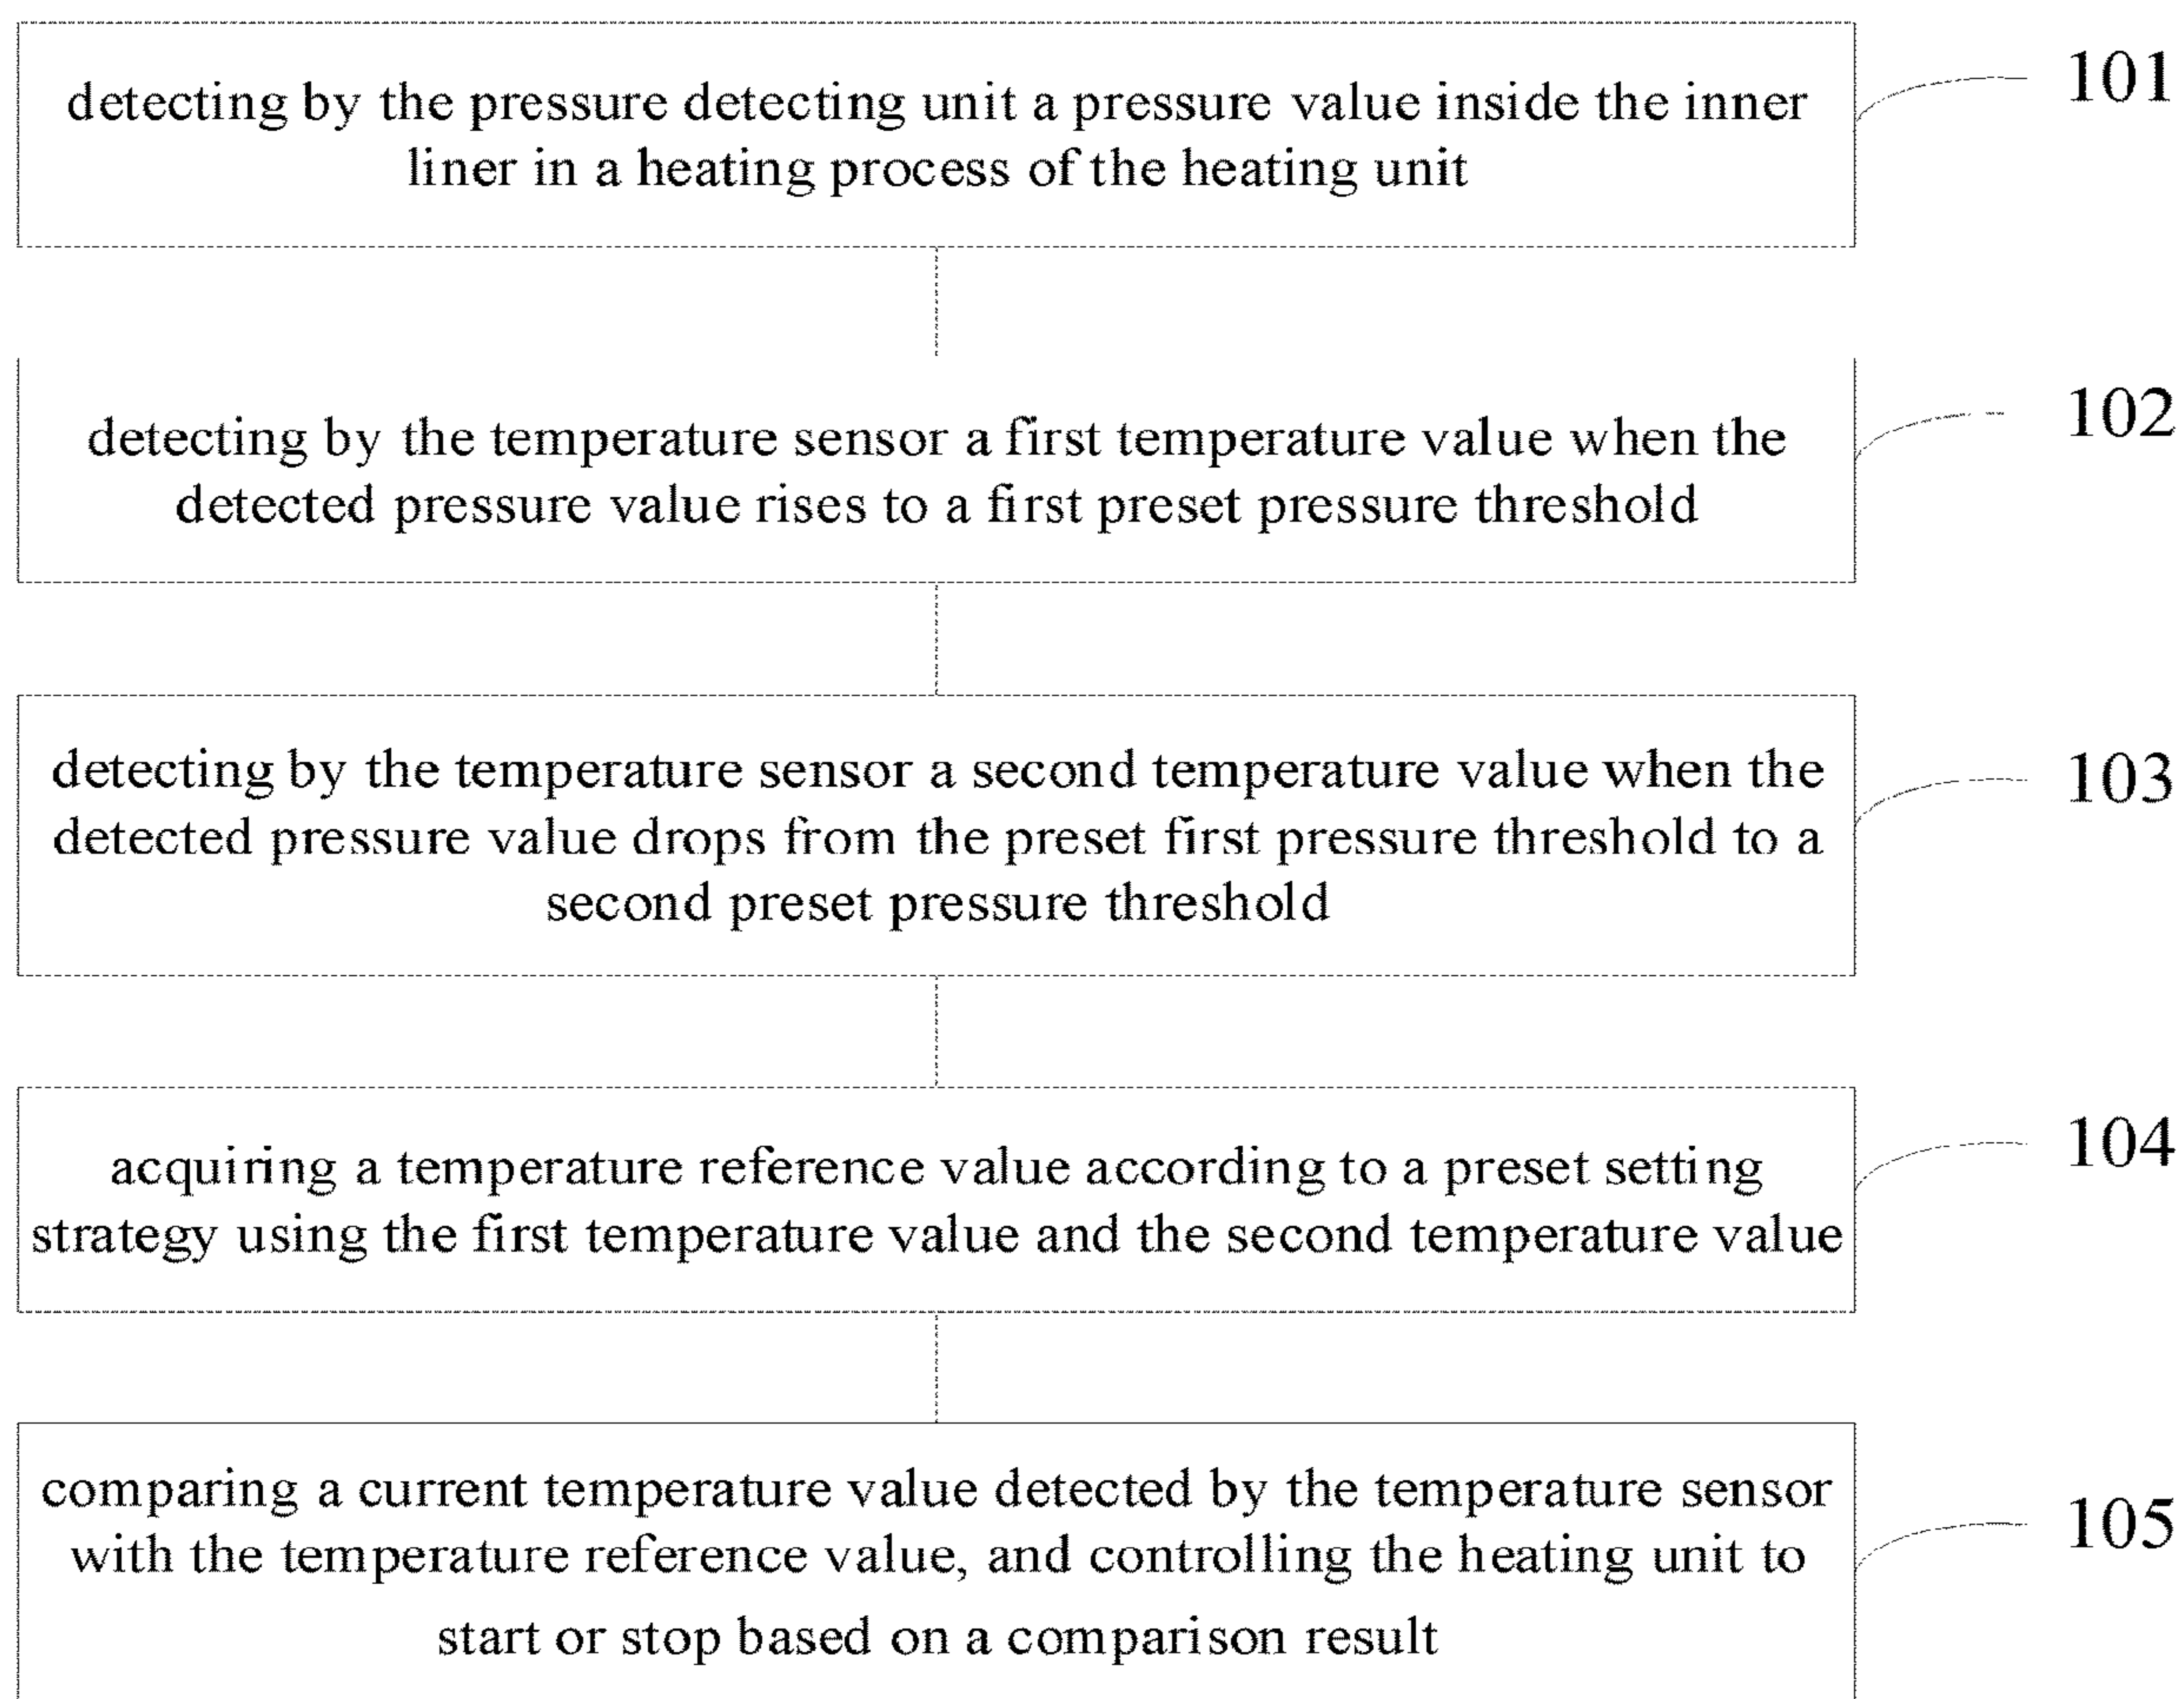 detecting by the pressure detecting unit a pressure value inside the inner
liner in a heating process of the heating unit
101
detecting by the temperature sensor a first temperature value when the
detected pressure value rises to a first preset pressure threshold
102
detecting by the temperature sensor a second temperature value when the
detected pressure value drops from the preset first pressure threshold to a
second preset pressure threshold
103
acquiring a temperature reference value according to a preset setting
strategy using the first temperature value and the second temperature value
104
comparing a current temperature value detected by the temperature sensor
with the temperature reference value, and controlling the heating unit to
start or stop based on a comparison result
105